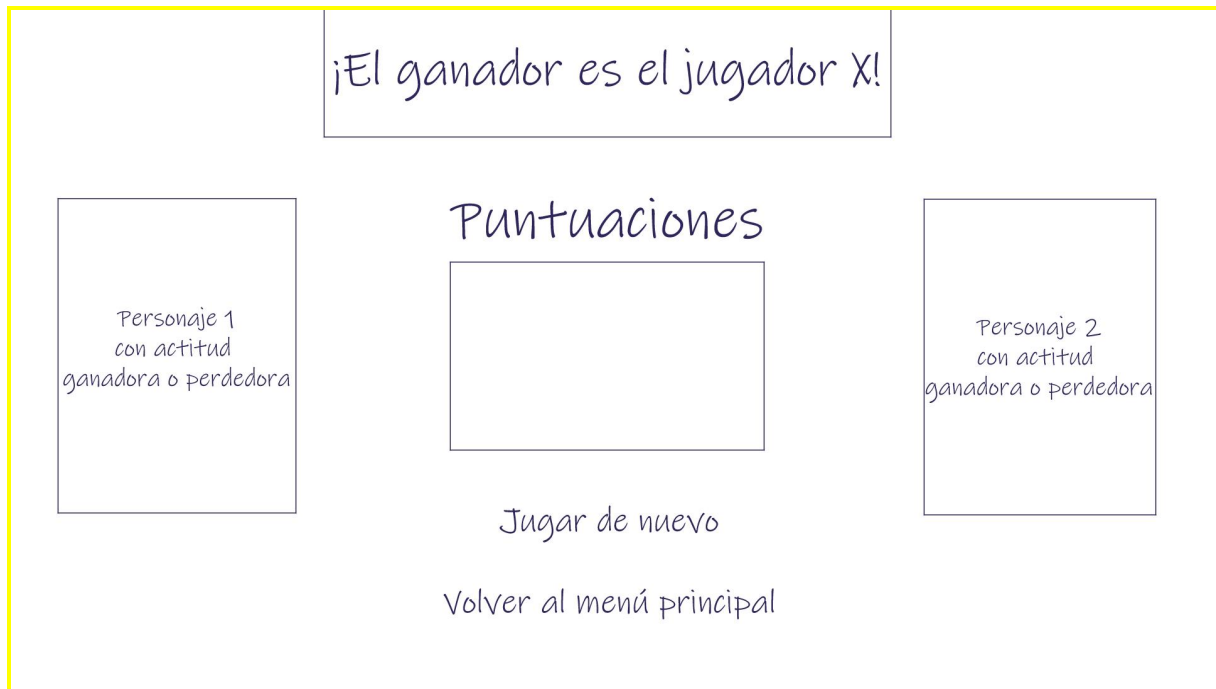 ¡El ganador es el jugador X!
Puntuaciones
Personaje 1
con actitud
ganadora o perdedora
Personaje 2
con actitud
ganadora o perdedora
Jugar de nuevo
Volver al menú principal